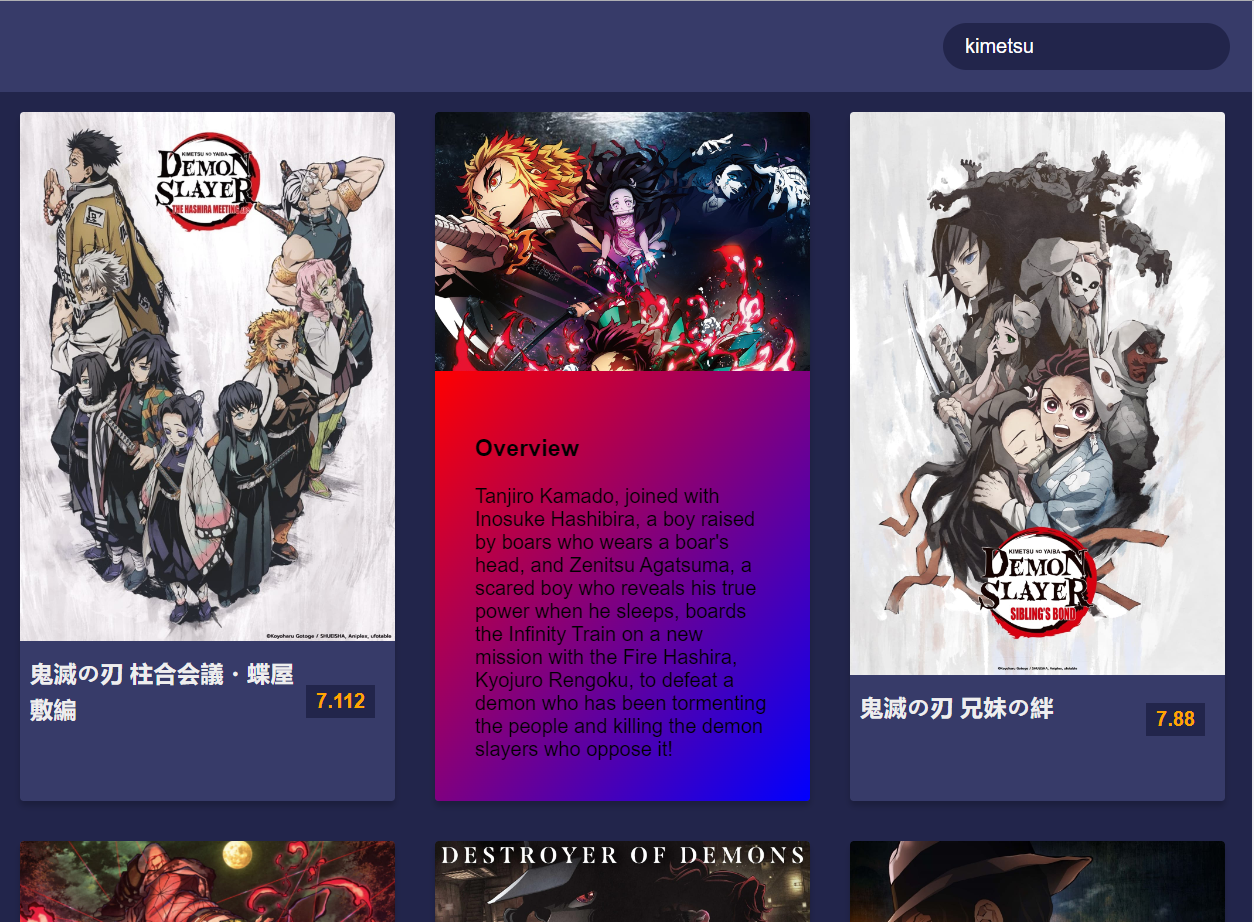 kimetsu
KIMETSU NO YAIBA
DEMON
SLAYER
THE HASHIRA MEETING
©Koyoharu Gotoge / SHUEISHA, Aniplex, ufotable
鬼滅の刃 柱合会議・蝶屋
敷編
7.112
Overview
Tanjiro Kamado, joined with
Inosuke Hashibira, a boy raised
by boars who wears a boar's
head, and Zenitsu Agatsuma, a
scared boy who reveals his true
power when he sleeps, boards
the Infinity Train on a new
mission with the Fire Hashira,
Kyojuro Rengoku, to defeat a
demon who has been tormenting
the people and killing the demon
slayers who oppose it!
KIMETSU NO YAIBA
DEMON
SLAYER
SIBLING'S BOND
©Koyoharu Gotoge / SHUEISHA, Aniplex, ufotable
鬼滅の刃 兄妹の絆
7.88
DESTROYER OF DEMONS